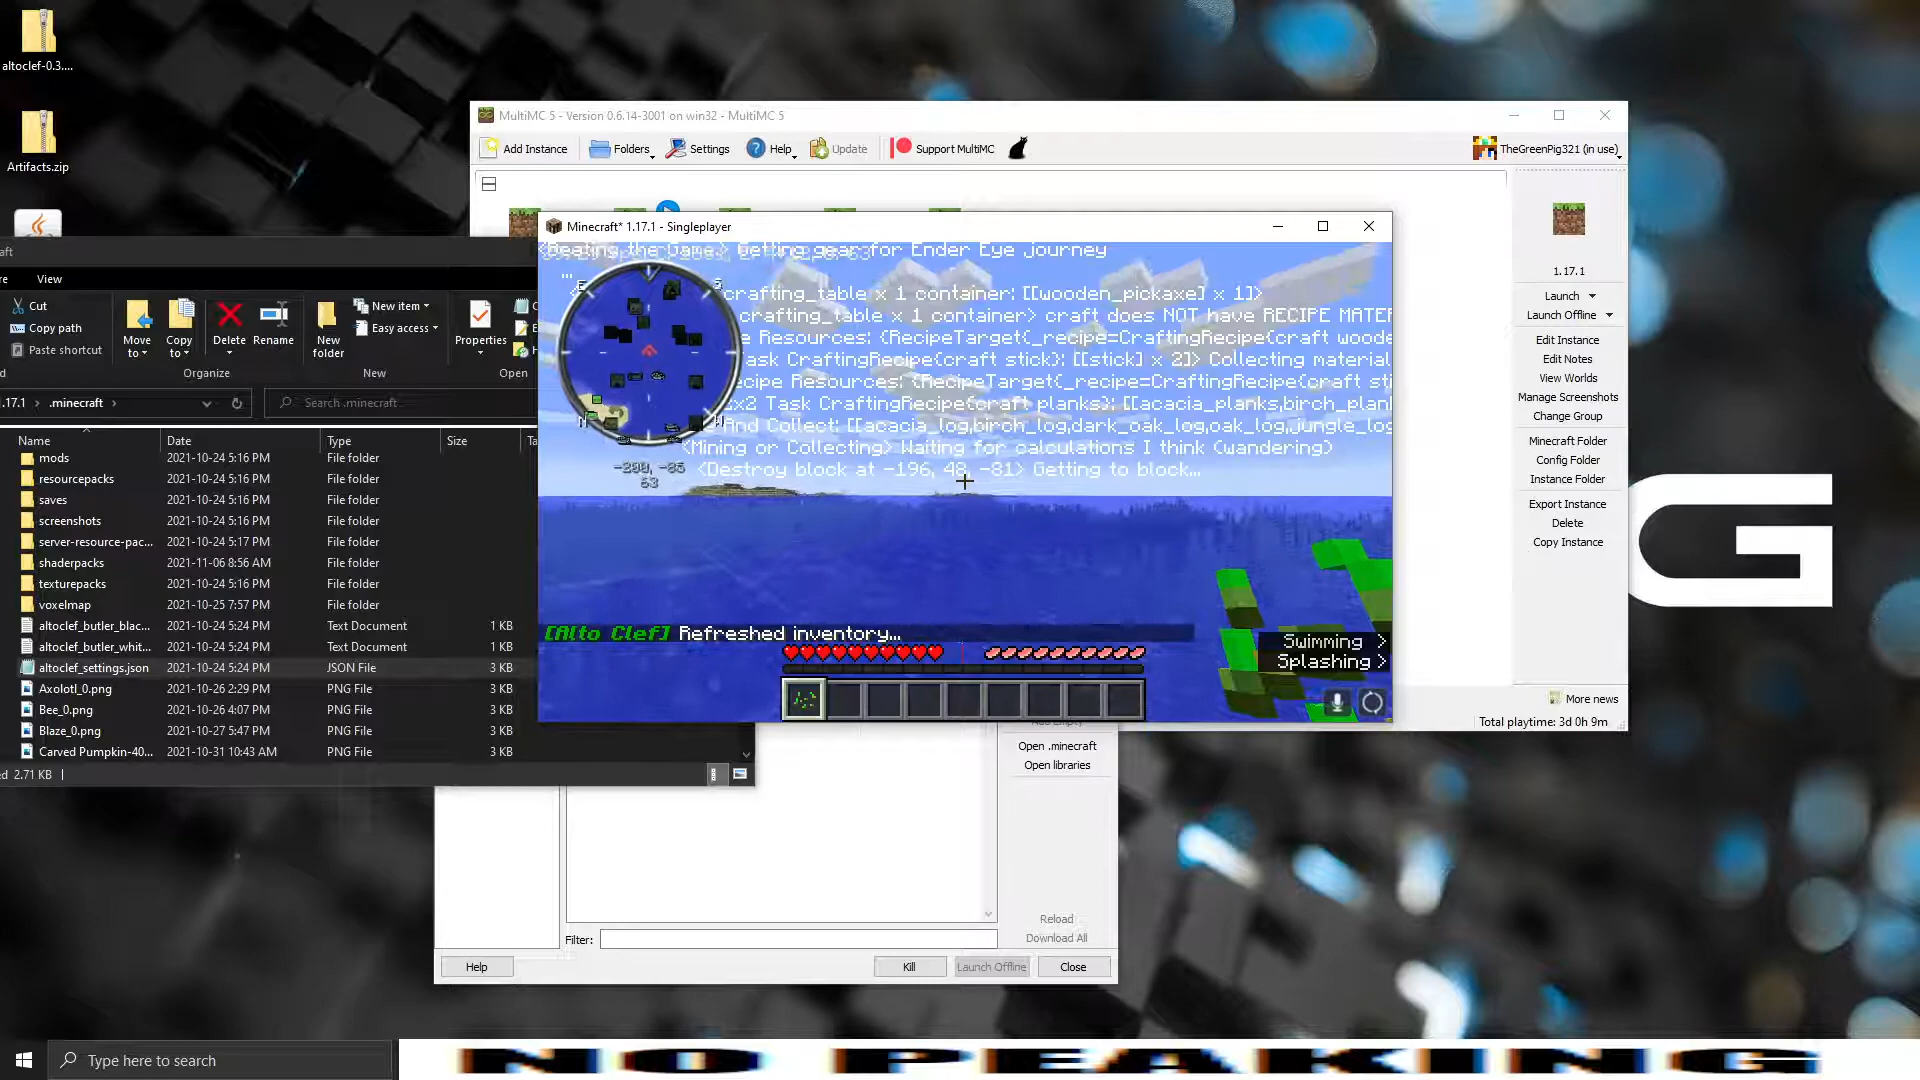 altoclef-0.3....
Artifacts.zip
MultiMC 5 - Version 0.6.14-3001 on win32 - MultiMC 5
Add Instance
Folders
Settings
Help
Update
Support MultiMC
TheGreenPig321 (in use)
Minecraft* 1.17.1 - Singleplayer
<Beating the Game> Getting gear for Ender Eye journey
...
crafting_table x 1 container: [[wooden_pickaxe] x 1]>
crafting_table x 1 container> craft does NOT have RECIPE MATER
e Resources: {RecipeTarget{_recipe=CraftingRecipe{craft woode
Task CraftingRecipe{craft stick}: [[stick] x 2]> Collecting material
ecipe Resources: {RecipeTarget{_recipe=CraftingRecipe{craft sti
2x2 Task CraftingRecipe{craft planks}: [[acacia_planks,birch_plan
And Collect: [[acacia_log,birch_log,dark_oak_log,oak_log,jungle_log
<Mining or Collecting> Waiting for calculations I think (wandering)
<Destroy block at -196, 48, -81> Getting to block...
-200, -85
63
[Alto Clef] Refreshed inventory...
Swimming >
Splashing >
1.17.1
Launch
Launch Offline
Edit Instance
Edit Notes
View Worlds
Manage Screenshots
Change Group
Minecraft Folder
Config Folder
Instance Folder
Export Instance
Delete
Copy Instance
More news
Total playtime: 3d 0h 9m
aft
re
View
Cut
Copy path
Paste shortcut
Move to
Copy to
Delete
Rename
Organize
New folder
New item
Easy access
New
Properties
Open
.17.1
.minecraft
Search .minecraft
Name Date Type Size Ta
mods 2021-10-24 5:16 PM File folder
resourcepacks 2021-10-24 5:16 PM File folder
saves 2021-10-24 5:16 PM File folder
screenshots 2021-10-24 5:16 PM File folder
server-resource-pac... 2021-10-24 5:17 PM File folder
shaderpacks 2021-11-06 8:56 AM File folder
texturepacks 2021-10-24 5:16 PM File folder
voxelmap 2021-10-25 7:57 PM File folder
altoclef_butler_blac... 2021-10-24 5:24 PM Text Document 1 KB
altoclef_butler_whit... 2021-10-24 5:24 PM Text Document 1 KB
altoclef_settings.json 2021-10-24 5:24 PM JSON File 3 KB
Axolotl_0.png 2021-10-26 2:29 PM PNG File 3 KB
Bee_0.png 2021-10-26 4:07 PM PNG File 3 KB
Blaze_0.png 2021-10-27 5:47 PM PNG File 3 KB
Carved Pumpkin-40... 2021-10-31 10:43 AM PNG File 3 KB
ed 2.71 KB
Open .minecraft
Open libraries
Reload
Download All
Filter:
Help
Kill
Launch Offline
Close
G
Type here to search
NO PEAKING